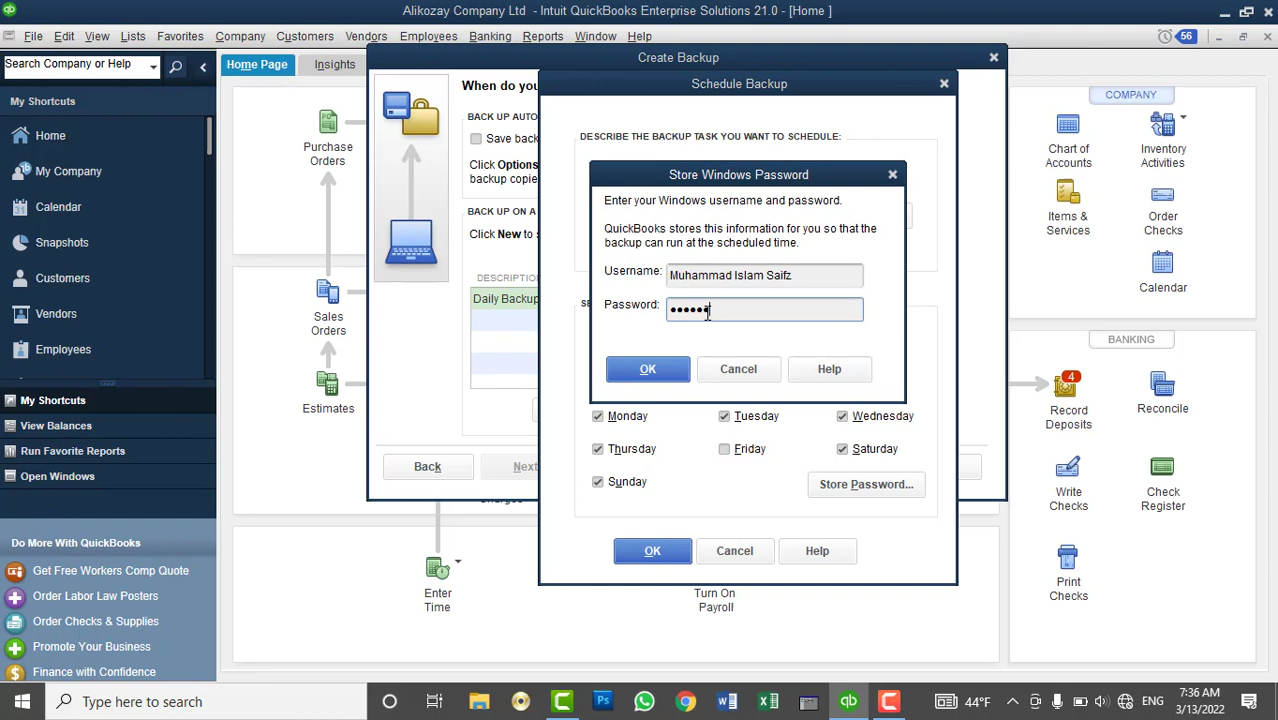 Alikozay Company Ltd - Intuit QuickBooks Enterprise Solutions 21.0 - [Home ]
File Edit View Lists Favorites Company Customers Vendors Employees Banking Reports Window Help 56
Search Company or Help
Home Page Insights
My Shortcuts
Home
My Company
Calendar
Snapshots
Customers
Vendors
Employees
My Shortcuts
View Balances
Run Favorite Reports
Open Windows
Do More With QuickBooks
Get Free Workers Comp Quote
Order Labor Law Posters
Order Checks & Supplies
Promote Your Business
Finance with Confidence
Purchase
Orders
Sales
Orders
Estimates
Enter
Time
Turn On
Payroll
Create Backup
When do you
BACK UP AUTO
Save back
Click Options
backup copie
BACK UP ON A
Click New to
DESCRIPTION
Daily Backup
Back
Next
Schedule Backup
DESCRIBE THE BACKUP TASK YOU WANT TO SCHEDULE:
Store Windows Password
Enter your Windows username and password.
QuickBooks stores this information for you so that the
backup can run at the scheduled time.
Username: Muhammad Islam Saifz
Password: ••••••
OK Cancel Help
Monday Tuesday Wednesday
Thursday Friday Saturday
Sunday Store Password...
OK Cancel Help
COMPANY
Chart of
Accounts
Inventory
Activities
Items &
Services
Order
Checks
Calendar
BANKING
4
Record
Deposits
Reconcile
Write
Checks
Check
Register
Print
Checks
Type here to search
44°F
ENG
7:36 AM
3/13/2022